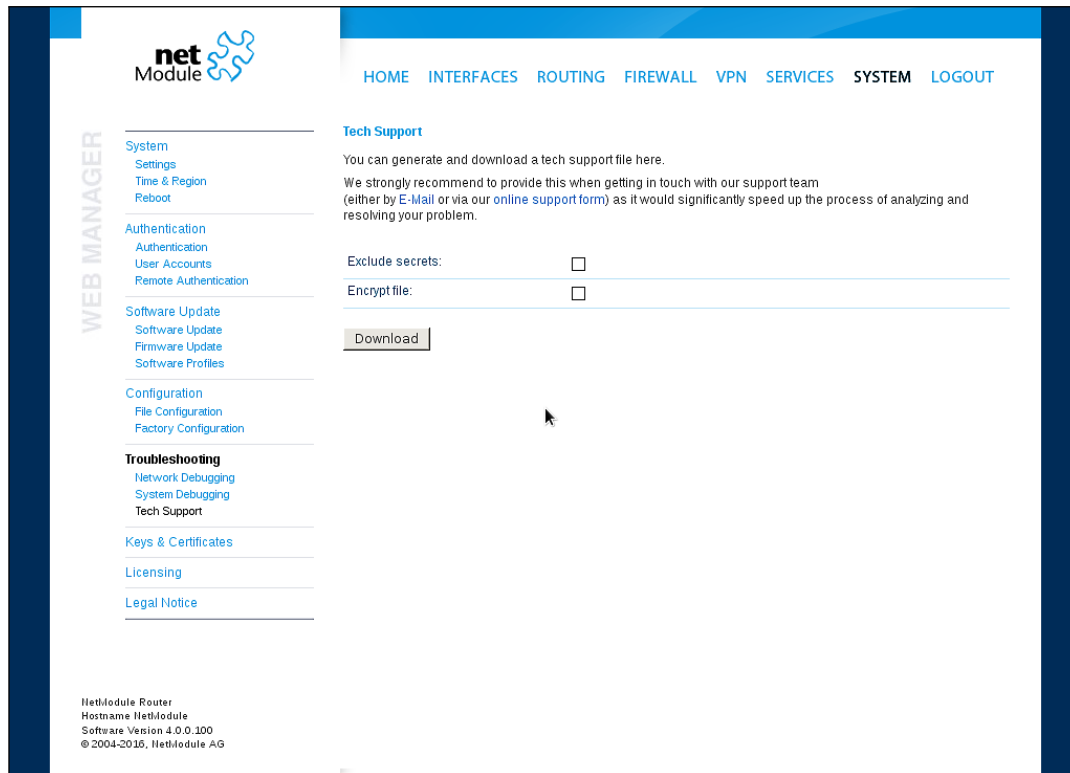 net
Module
HOME INTERFACES ROUTING FIREWALL VPN SERVICES SYSTEM LOGOUT
WEB MANAGER
System
Settings
Time & Region
Reboot
Authentication
Authentication
User Accounts
Remote Authentication
Software Update
Software Update
Firmware Update
Software Profiles
Configuration
File Configuration
Factory Configuration
Troubleshooting
Network Debugging
System Debugging
Tech Support
Keys & Certificates
Licensing
Legal Notice
Tech Support
You can generate and download a tech support file here.
We strongly recommend to provide this when getting in touch with our support team
(either by E-Mail or via our online support form) as it would significantly speed up the process of analyzing and
resolving your problem.
Exclude secrets:
Encrypt file:
Download
NetModule Router
Hostname NetModule
Software Version 4.0.0.100
© 2004-2016, NetModule AG